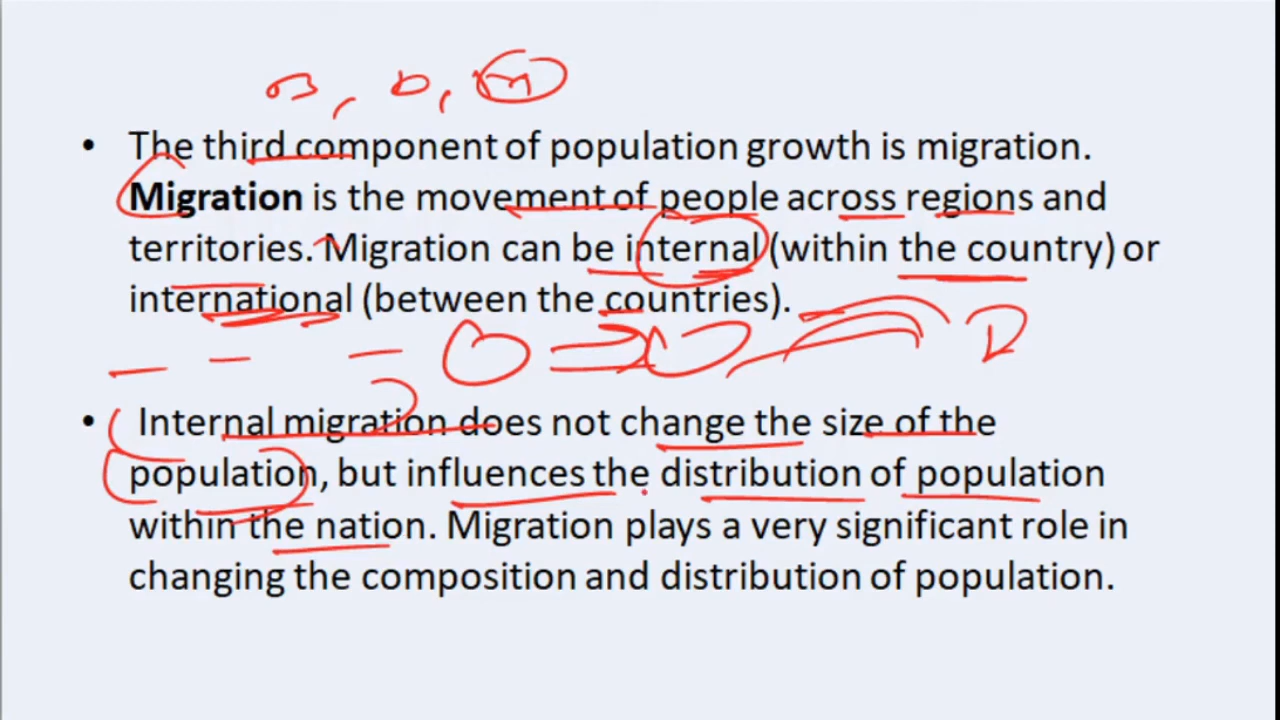 B, D, m
• The third component of population growth is migration.
Migration is the movement of people across regions and
territories. Migration can be internal (within the country) or
international (between the countries).
• Internal migration does not change the size of the
population, but influences the distribution of population
within the nation. Migration plays a very significant role in
changing the composition and distribution of population.